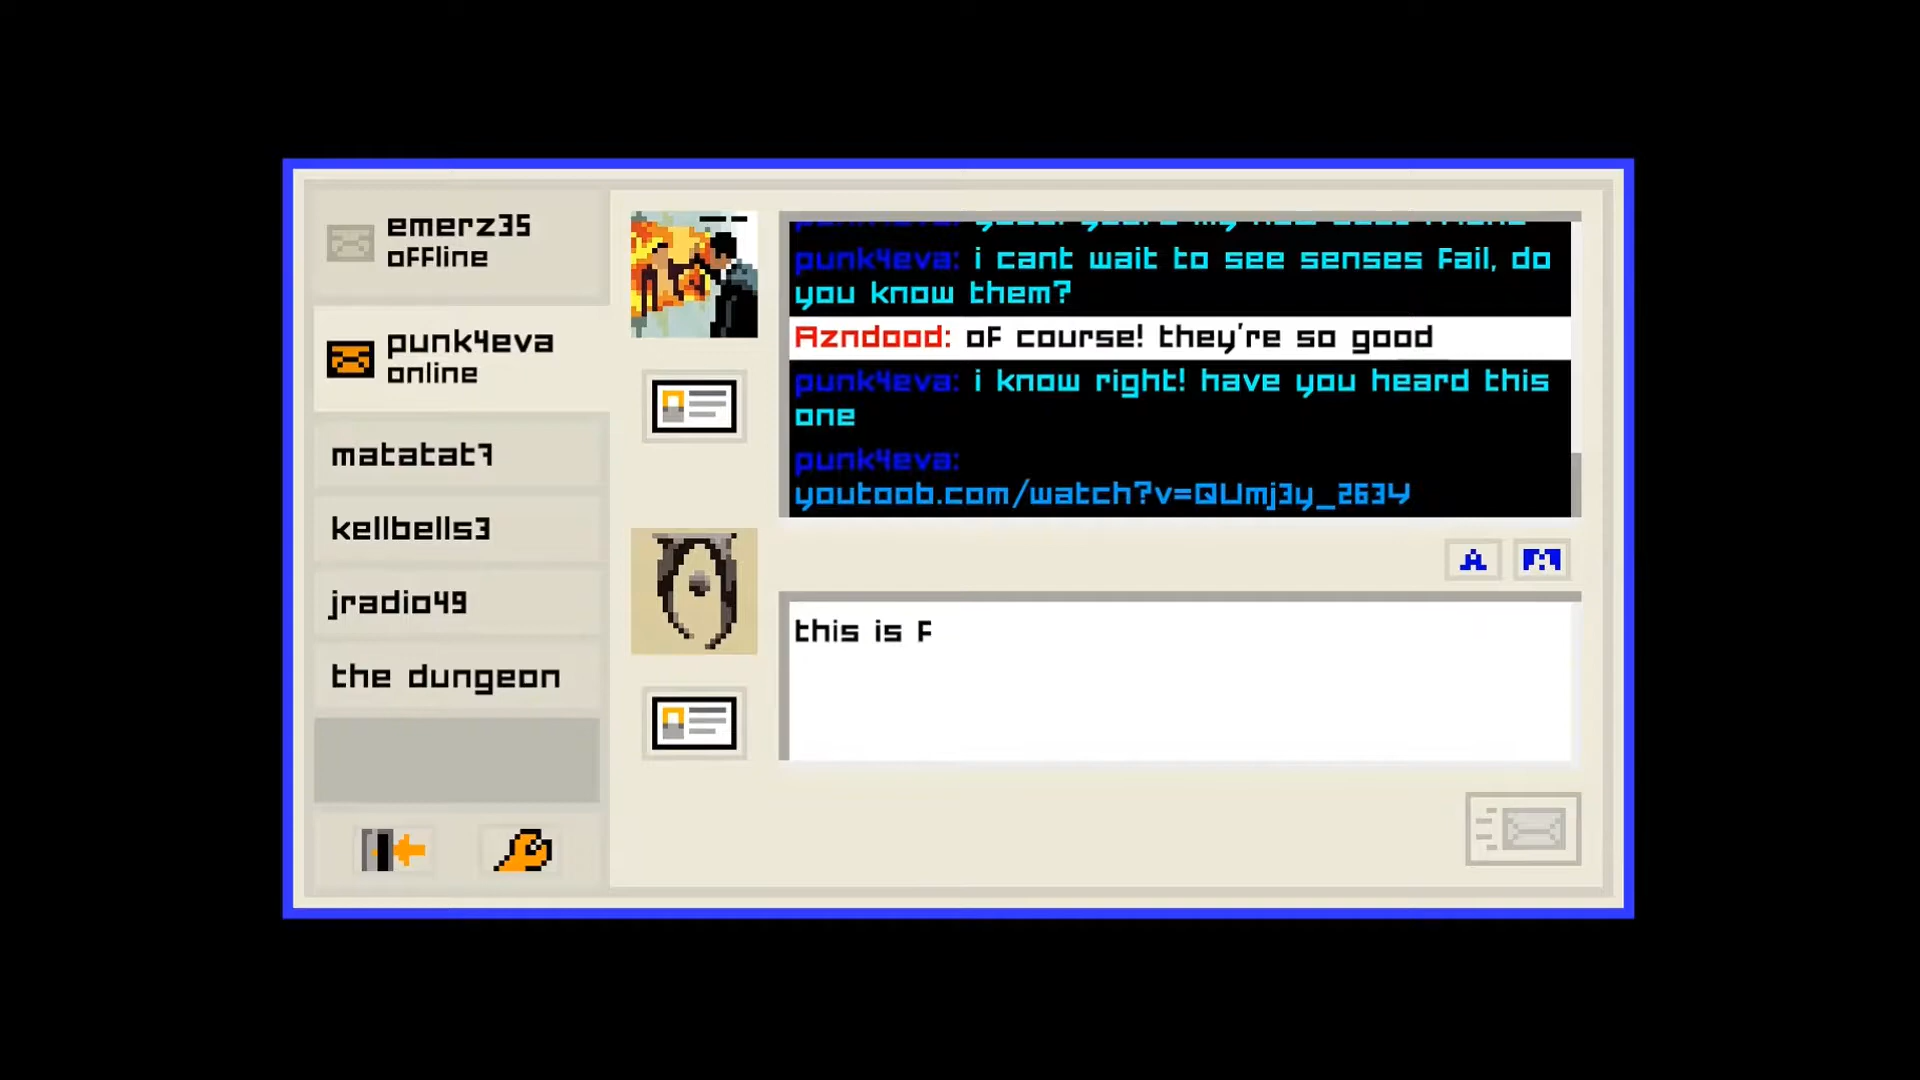 emerz35
offline
punk4eva
online
matatat7
kellbells3
jradio49
the dungeon
punk4eva: i cant wait to see senses fail, do
you know them?
Azndood: of course! they're so good
punk4eva: i know right! have you heard this
one
punk4eva:
youtoob.com/watch?v=QUmj3y_2634
A
this is f